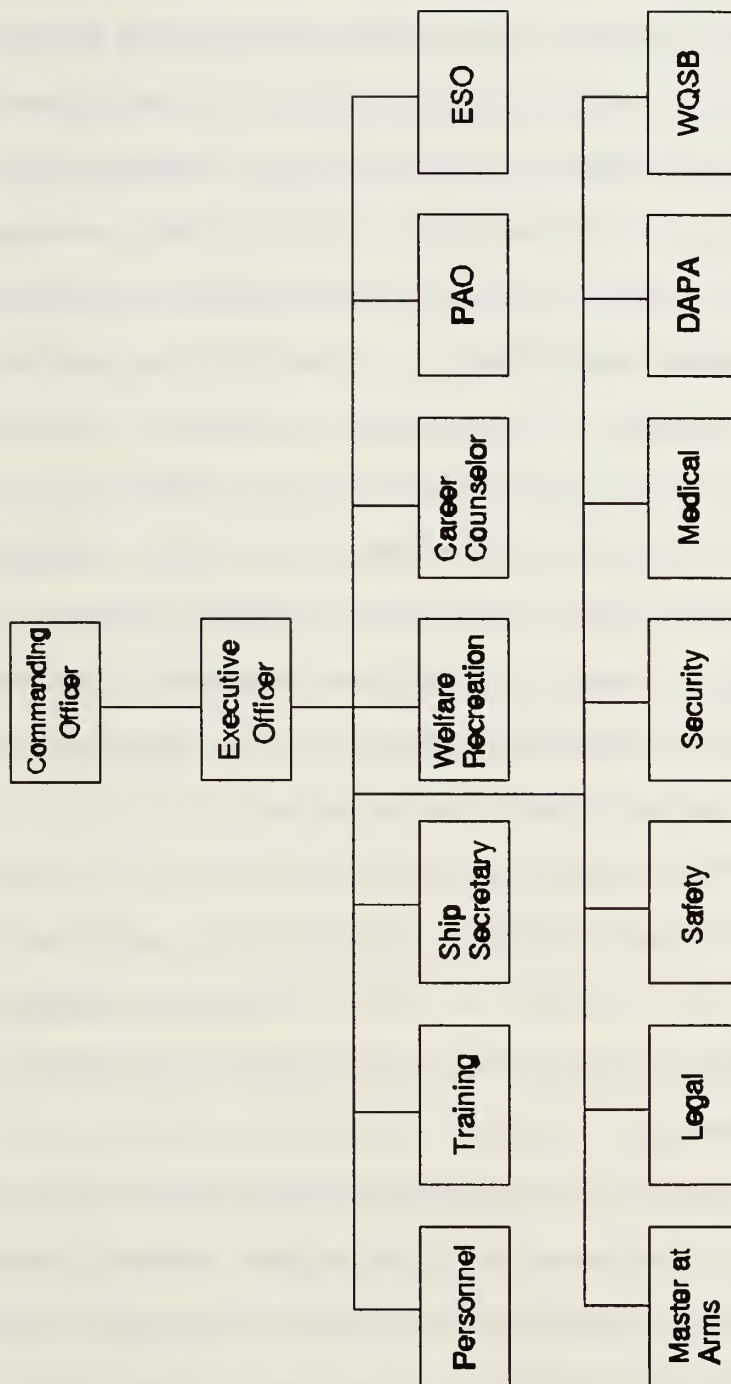 Commanding
Officer
Executive
Officer
Personnel
Training
Ship
Secretary
Welfare
Recreation
Career
Counselor
PAO
ESO
Master at
Arms
Legal
Safety
Security
Medical
DAPA
WQSB